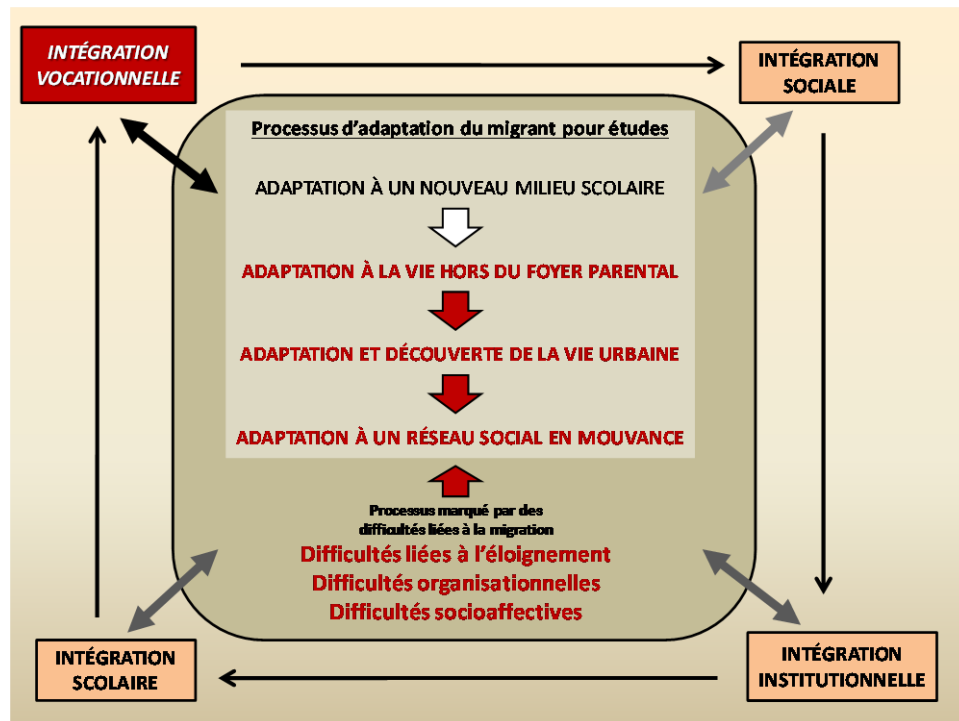 INTÉGRATION
VOCATIONNELLE
INTÉGRATION
SOCIALE
Processus d'adaptation du migrant pour études
ADAPTATION À UN NOUVEAU MILIEU SCOLAIRE
ADAPTATION À LA VIE HORS DU FOYER PARENTAL
ADAPTATION ET DÉCOUVERTE DE LA VIE URBAINE
ADAPTATION À UN RÉSEAU SOCIAL EN MOUVANCE
Processus marqué par des
difficultés liées à la migration
Difficultés liées à l'éloignement
Difficultés organisationnelles
Difficultés socioaffectives
INTÉGRATION
SCOLAIRE
INTÉGRATION
INSTITUTIONNELLE